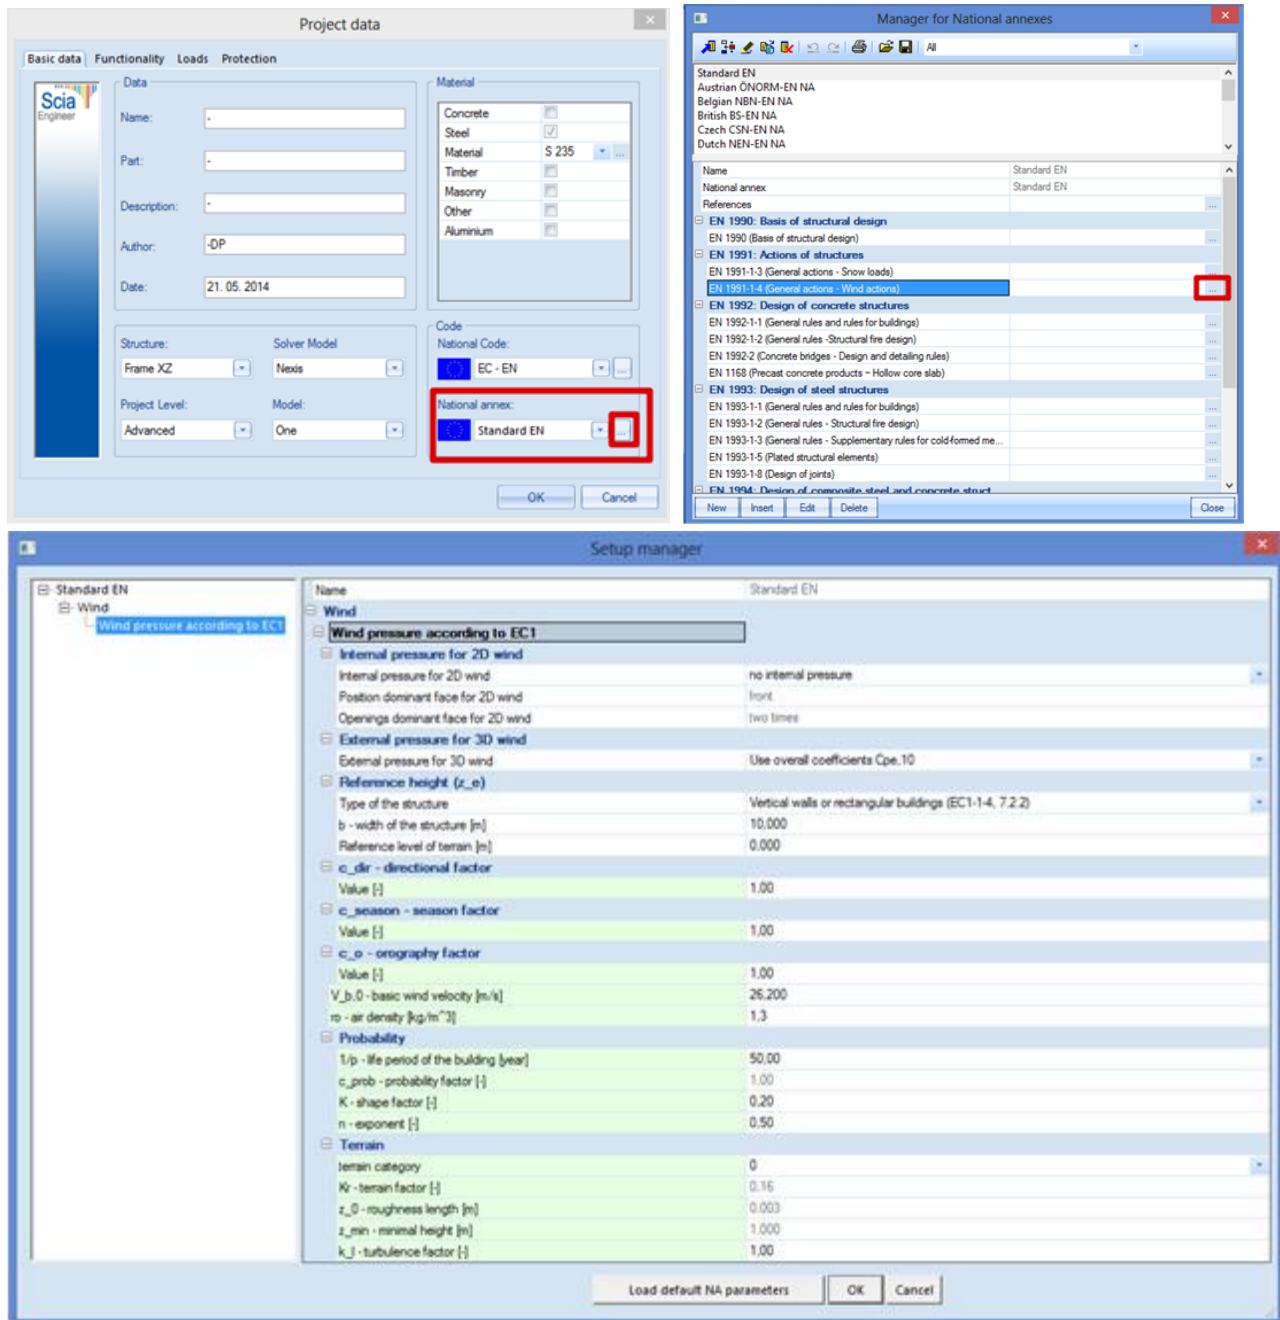 Project data
Basic data Functionality Loads Protection
Scia
Engineer
Data
Name: -
Part: -
Description: -
Author: -DP
Date: 21. 05. 2014
Material
Concrete
Steel
Material S 235 ...
Timber
Masonry
Other
Aluminium
Structure: Solver Model
Frame XZ Nexis
Project Level: Model:
Advanced One
Code
National Code:
EC - EN ...
National annex:
Standard EN ...
OK Cancel
Manager for National annexes
All
Standard EN
Austrian ÖNORM-EN NA
Belgian NBN-EN NA
British BS-EN NA
Czech CSN-EN NA
Dutch NEN-EN NA
Name Standard EN
National annex Standard EN
References ...
EN 1990: Basis of structural design
EN 1990 (Basis of structural design) ...
EN 1991: Actions of structures
EN 1991-1-3 (General actions - Snow loads) ...
EN 1991-1-4 (General actions - Wind actions) ...
EN 1992: Design of concrete structures
EN 1992-1-1 (General rules and rules for buildings) ...
EN 1992-1-2 (General rules -Structural fire design) ...
EN 1992-2 (Concrete bridges - Design and detailing rules) ...
EN 1168 (Precast concrete products - Hollow core slab) ...
EN 1993: Design of steel structures
EN 1993-1-1 (General rules and rules for buildings) ...
EN 1993-1-2 (General rules - Structural fire design) ...
EN 1993-1-3 (General rules - Supplementary rules for cold-formed me... ...
EN 1993-1-5 (Plated structural elements) ...
EN 1993-1-8 (Design of joints) ...
EN 1994: Design of composite steel and concrete struct
New Insert Edit Delete Close
Setup manager
Standard EN
Wind
Wind pressure according to EC1
Name Standard EN
Wind
Wind pressure according to EC1
Internal pressure for 2D wind
Internal pressure for 2D wind no internal pressure
Position dominant face for 2D wind front
Openings dominant face for 2D wind two times
External pressure for 3D wind
External pressure for 3D wind Use overall coefficients Cpe,10
Reference height (z_e)
Type of the structure Vertical walls or rectangular buildings (EC1-1-4, 7.2.2)
b - width of the structure [m] 10,000
Reference level of terrain [m] 0.000
c_dir - directional factor
Value [-] 1,00
c_season - season factor
Value [-] 1,00
c_o - orography factor
Value [-] 1,00
V_b,0 - basic wind velocity [m/s] 26,200
ro - air density [kg/m^3] 1,3
Probability
1/p - life period of the building [year] 50,00
c_prob - probability factor [-] 1,00
K - shape factor [-] 0,20
n - exponent [-] 0,50
Terrain
terrain category 0
Kr - terrain factor [-] 0.16
z_0 - roughness length [m] 0.003
z_min - minimal height [m] 1.000
k_I - turbulence factor [-] 1,00
Load default NA parameters OK Cancel